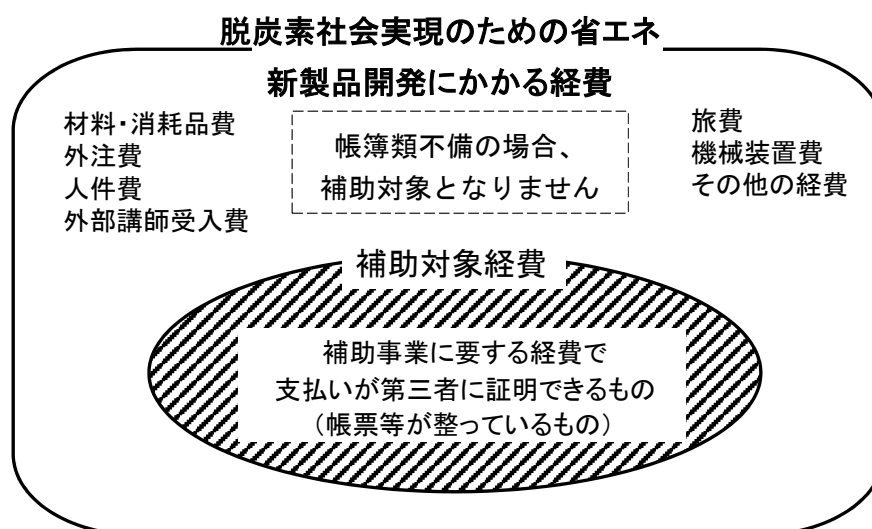 脱炭素社会実現のための省エネ
新製品開発にかかる経費
材料・消耗品費
外注費
人件費
外部講師受入費
帳簿類不備の場合、
補助対象となりません
旅費
機械装置費
その他の経費
補助対象経費
補助事業に要する経費で
支払いが第三者に証明できるもの
（帳票等が整っているもの）